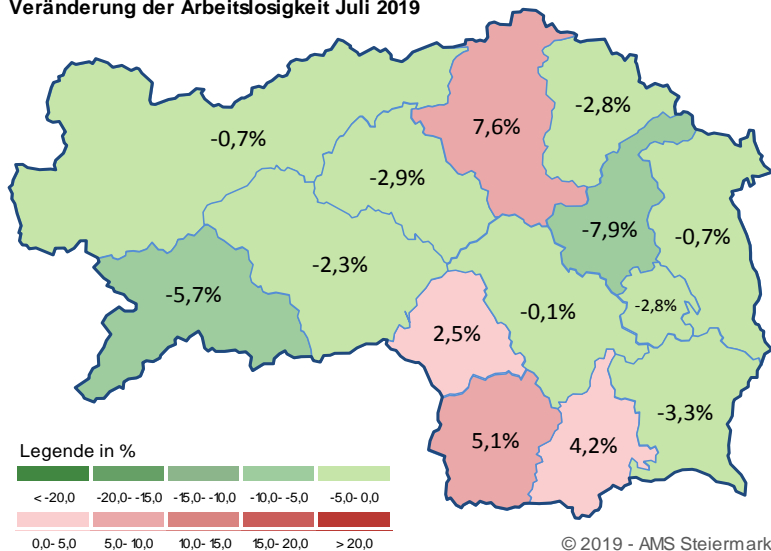 Veränderung der Arbeitslosigkeit Juli 2019
7,6%
-2,8%
-0,7%
-2,9%
-7,9%
-0,7%
-2,3%
-5,7%
-0,1%
-2,8%
2,5%
-3,3%
5,1%
4,2%
Legende in %
< -20,0 -20,0- -15,0 -15,0- -10,0 -10,0- -5,0 -5,0- 0,0
0,0- 5,0 5,0- 10,0 10,0- 15,0 15,0- 20,0 > 20,0
© 2019 - AMS Steiermark